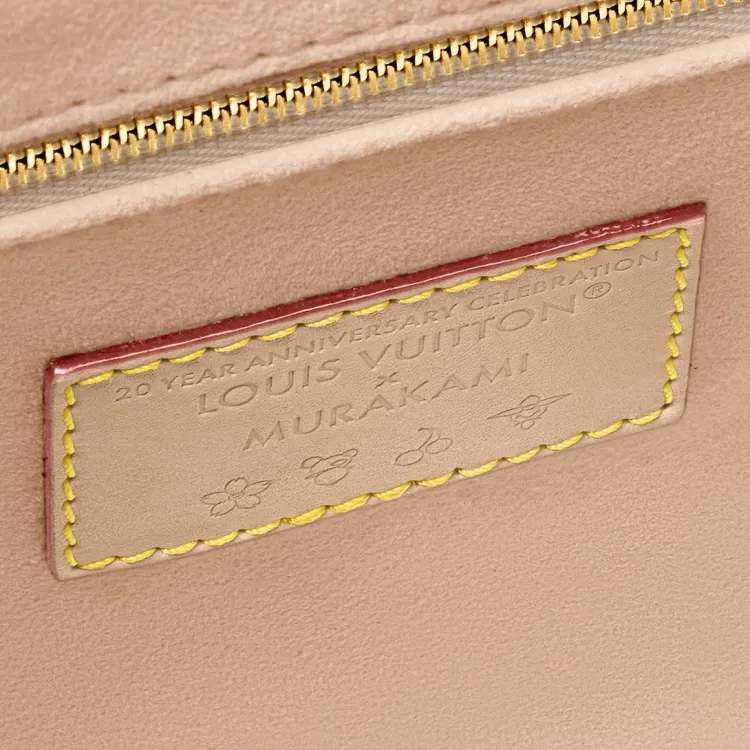 20 YEAR ANNIVERSARY CELEBRATION
LOUIS VUITTON®
×
MURAKAMI